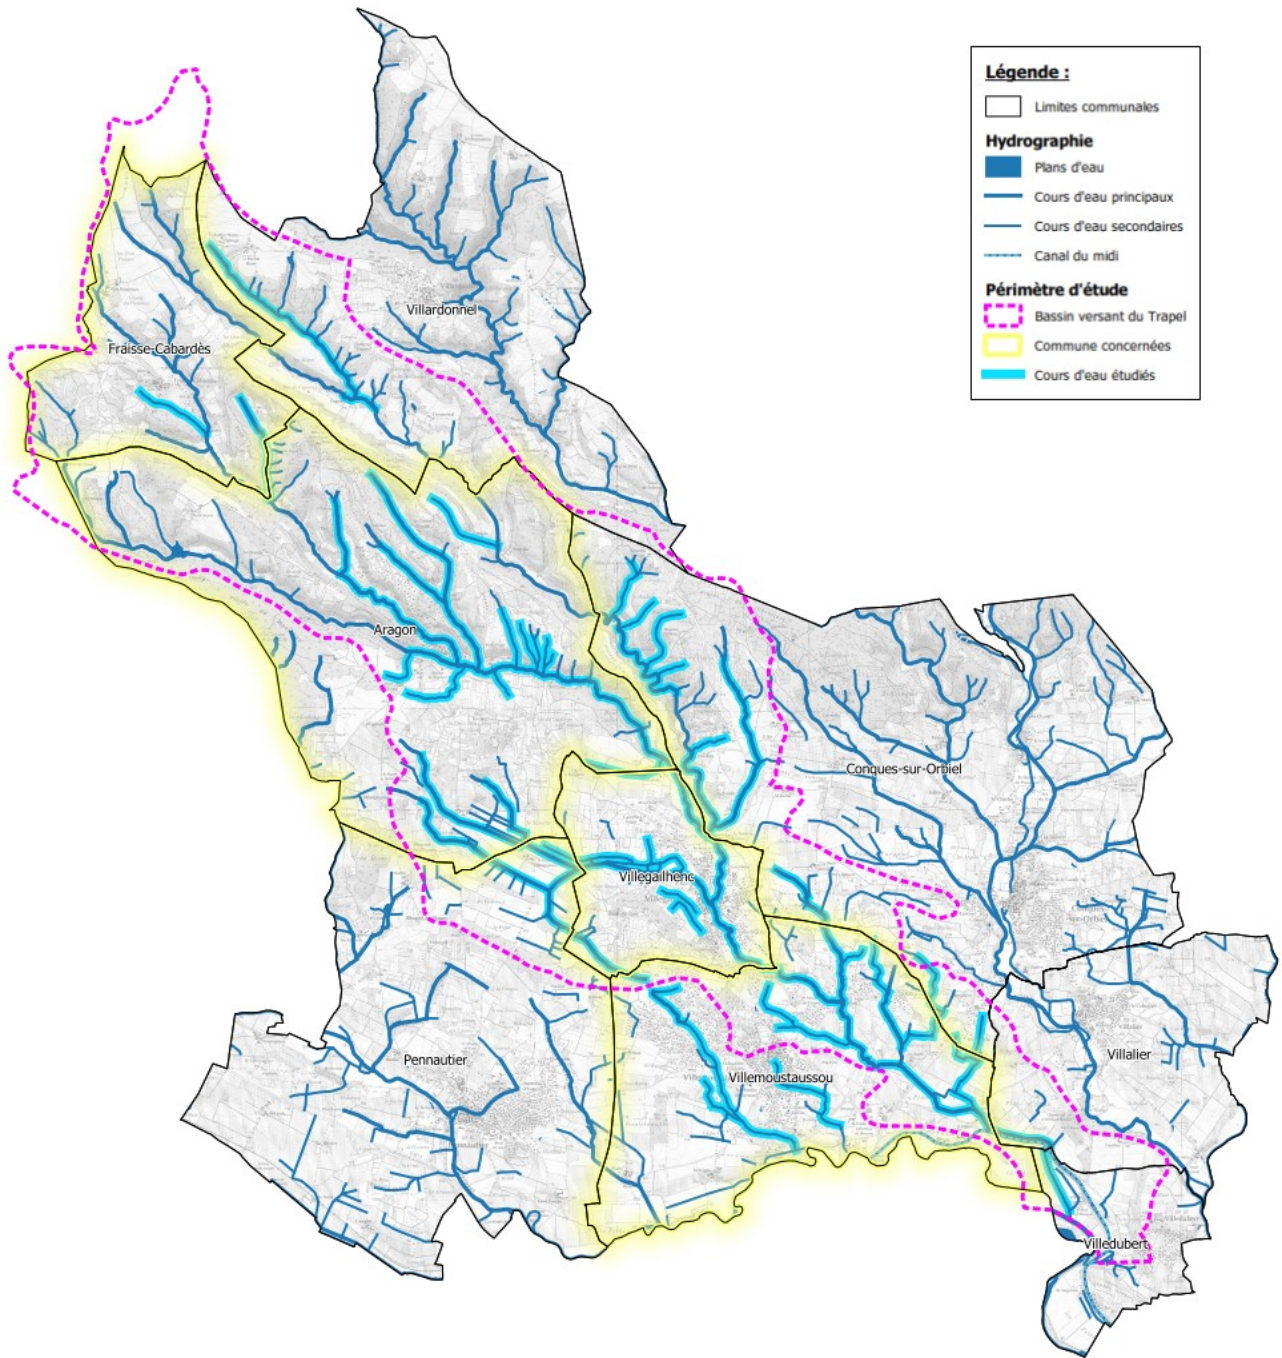 Légende :
Limites communales
Hydrographie
Plans d'eau
Cours d'eau principaux
Cours d'eau secondaires
Canal du midi
Périmètre d'étude
Bassin versant du Trapel
Commune concernées
Cours d'eau étudiés
Villardonnel
Fraisse-Cabardès
Aragon
Conques-sur-Orbiel
Villegailhenc
Pennautier
Villemoustaussou
Villalier
Villedubert